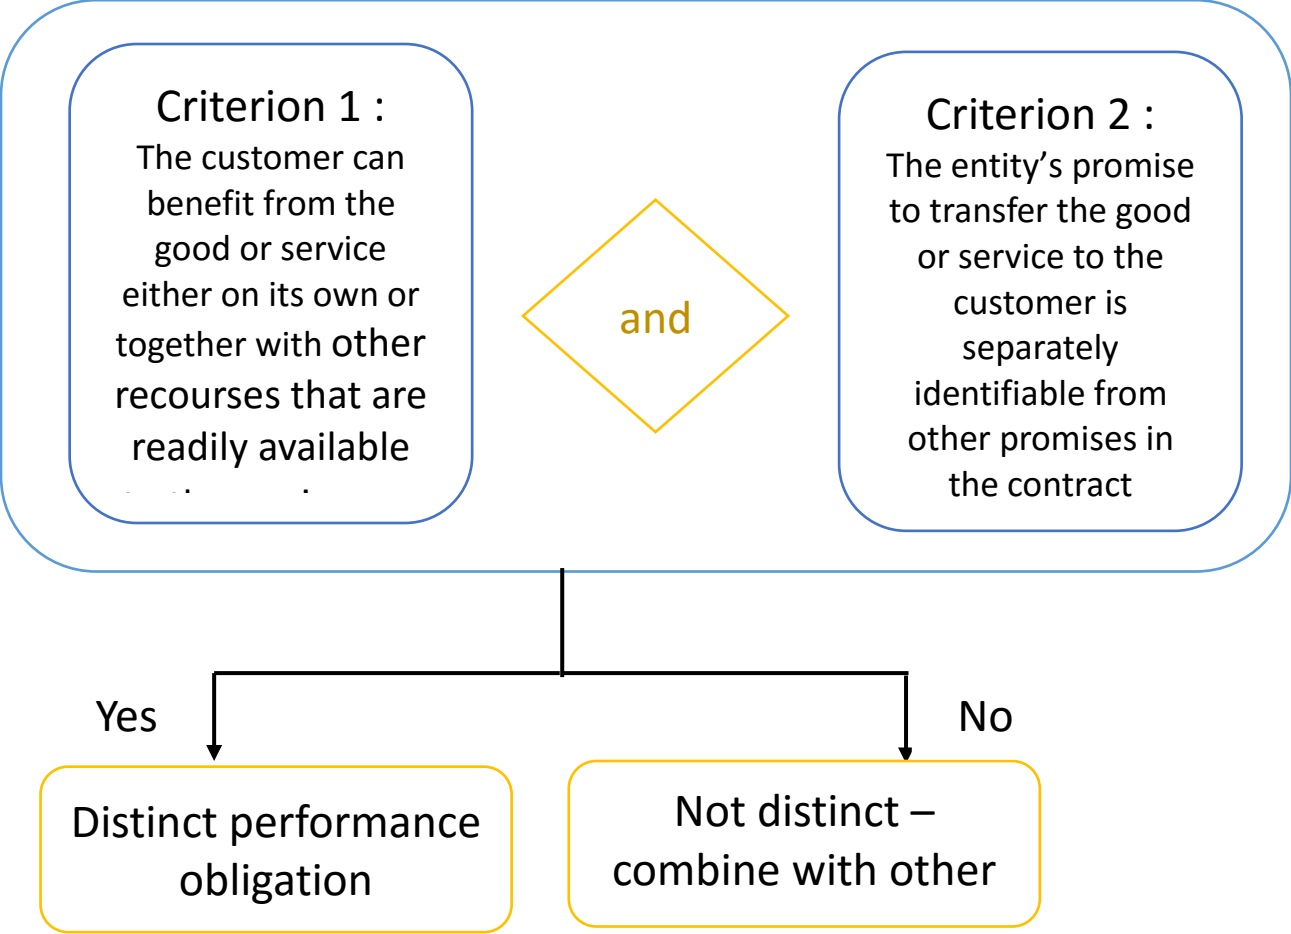 Criterion 1 :
The customer can
benefit from the
good or service
either on its own or
together with other
recourses that are
readily available
and
Criterion 2 :
The entity’s promise
to transfer the good
or service to the
customer is
separately
identifiable from
other promises in
the contract
Yes
No
Distinct performance
obligation
Not distinct –
combine with other